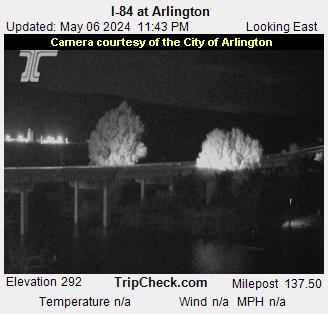 I-84 at Arlington
Updated: May 06 2024 11:43 PM Looking East
Camera courtesy of the City of Arlington
Elevation 292 TripCheck.com Milepost 137.50
Temperature n/a Wind n/a MPH n/a